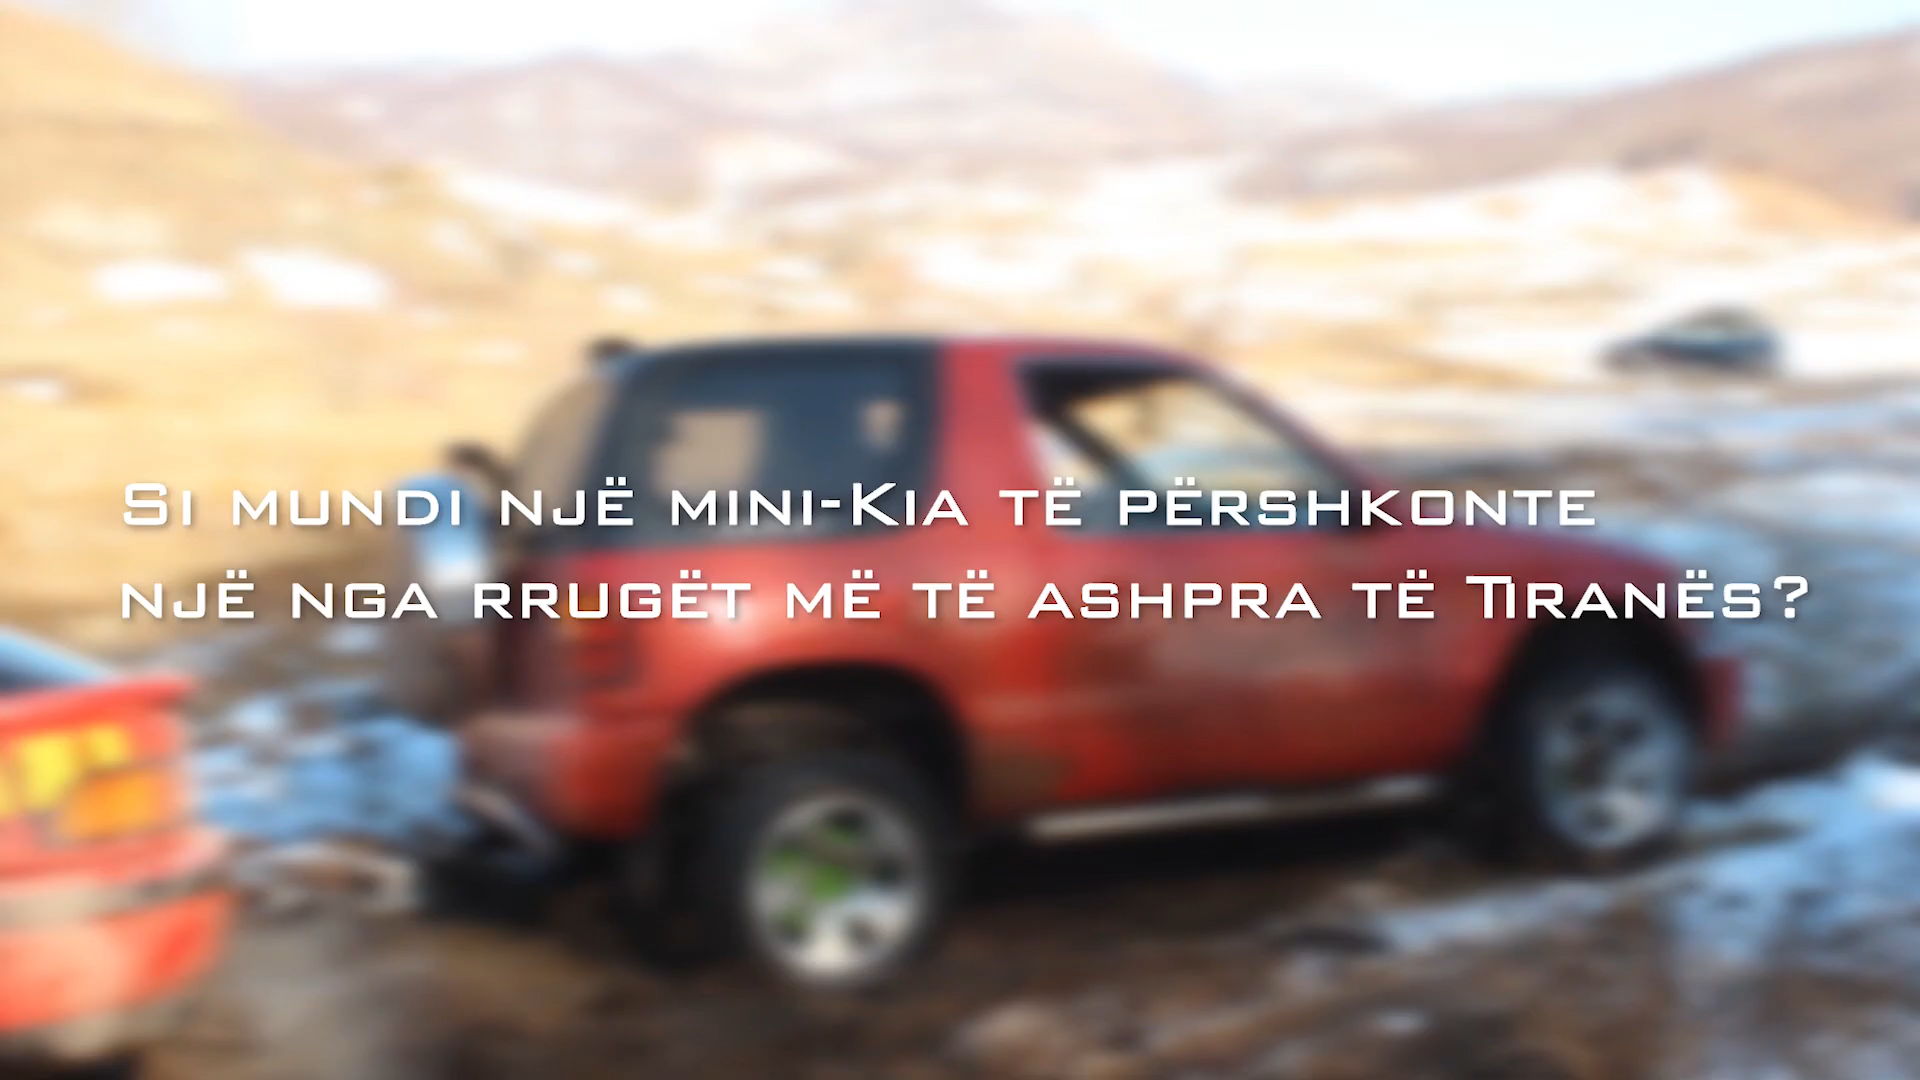 Si mundi një mini-Kia të përshkonte
një nga rrugët më të ashpra të Tiranës?